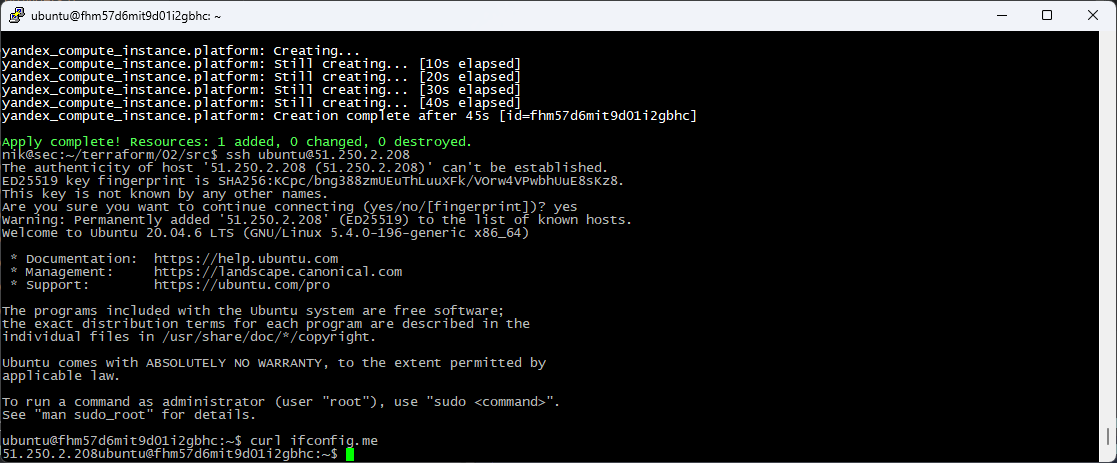 ubuntu@fhm57d6mit9d01i2gbhc: ~
yandex_compute_instance.platform: Creating...
yandex_compute_instance.platform: Still creating... [10s elapsed]
yandex_compute_instance.platform: Still creating... [20s elapsed]
yandex_compute_instance.platform: Still creating... [30s elapsed]
yandex_compute_instance.platform: Still creating... [40s elapsed]
yandex_compute_instance.platform: Creation complete after 45s [id=fhm57d6mit9d01i2gbhc]
Apply complete! Resources: 1 added, 0 changed, 0 destroyed.
nik@sec:~/terraform/02/src$ ssh ubuntu@51.250.2.208
The authenticity of host '51.250.2.208 (51.250.2.208)' can't be established.
ED25519 key fingerprint is SHA256:KCpc/bng388zmUEuThLuuXFk/VOrw4VPwbhUuE8sKz8.
This key is not known by any other names.
Are you sure you want to continue connecting (yes/no/[fingerprint])? yes
Warning: Permanently added '51.250.2.208' (ED25519) to the list of known hosts.
Welcome to Ubuntu 20.04.6 LTS (GNU/Linux 5.4.0-196-generic x86_64)
* Documentation:  https://help.ubuntu.com
* Management:     https://landscape.canonical.com
* Support:        https://ubuntu.com/pro
The programs included with the Ubuntu system are free software;
the exact distribution terms for each program are described in the
individual files in /usr/share/doc/*/copyright.
Ubuntu comes with ABSOLUTELY NO WARRANTY, to the extent permitted by
applicable law.
To run a command as administrator (user "root"), use "sudo <command>".
See "man sudo_root" for details.
ubuntu@fhm57d6mit9d01i2gbhc:~$ curl ifconfig.me
51.250.2.208ubuntu@fhm57d6mit9d01i2gbhc:~$